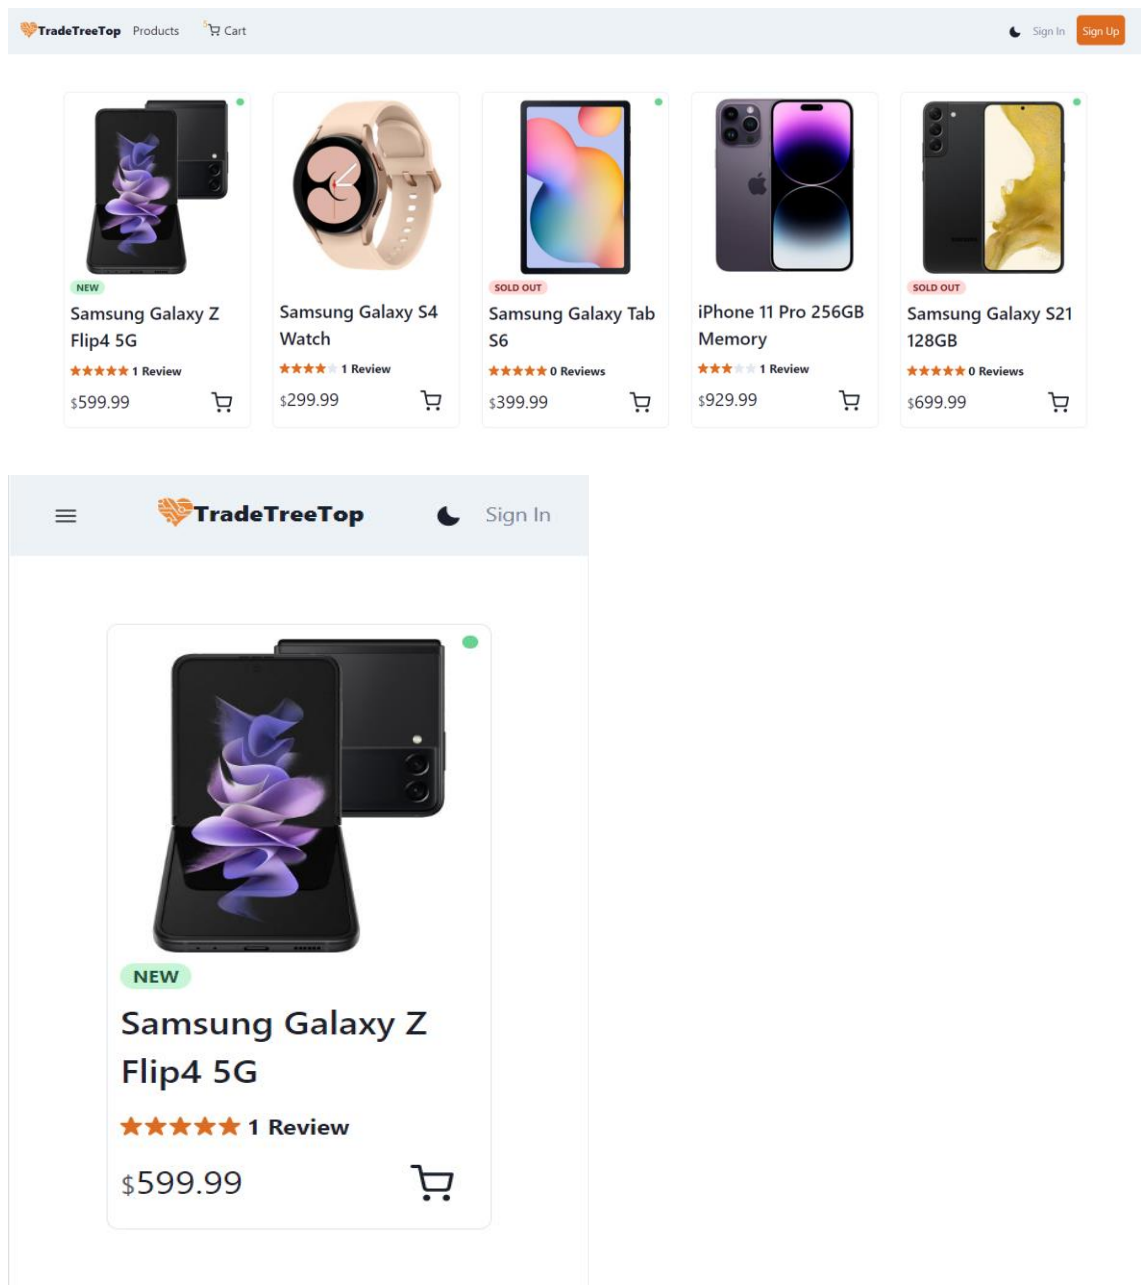 TradeTreeTop Products 5 Cart Sign In Sign Up
NEW
Samsung Galaxy Z
Flip4 5G
1 Review
$599.99
Samsung Galaxy S4
Watch
1 Review
$299.99
SOLD OUT
Samsung Galaxy Tab
S6
0 Reviews
$399.99
iPhone 11 Pro 256GB
Memory
1 Review
$929.99
SOLD OUT
Samsung Galaxy S21
128GB
0 Reviews
$699.99
TradeTreeTop Sign In
NEW
Samsung Galaxy Z
Flip4 5G
1 Review
$599.99